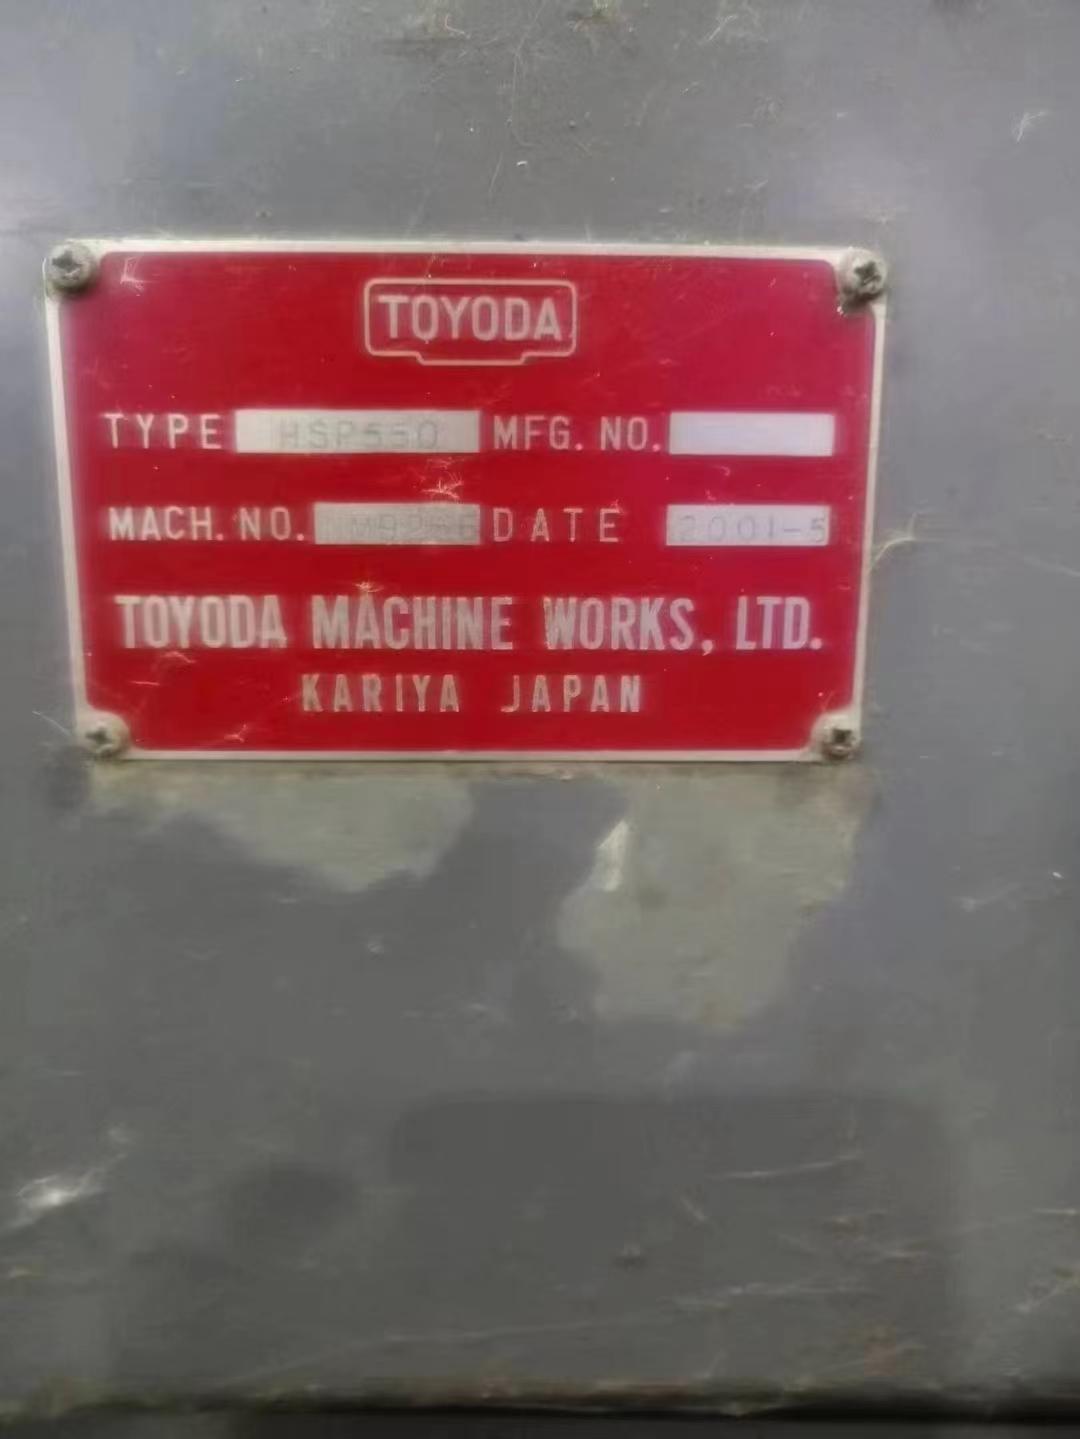 TOYODA
TYPE HSP550 MFG. NO.
MACH. NO. DATE 2001-5
TOYODA MACHINE WORKS, LTD.
KARIYA JAPAN